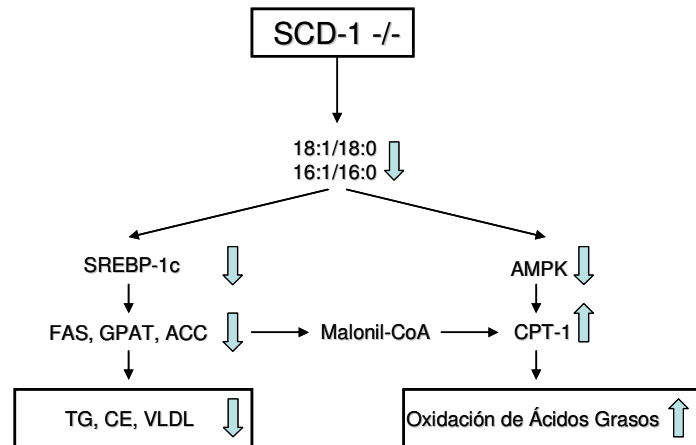 SCD-1 -/-
18:1/18:0
16:1/16:0
SREBP-1c
AMPK
FAS, GPAT, ACC
Malonil-CoA
CPT-1
TG, CE, VLDL
Oxidación de Ácidos Grasos